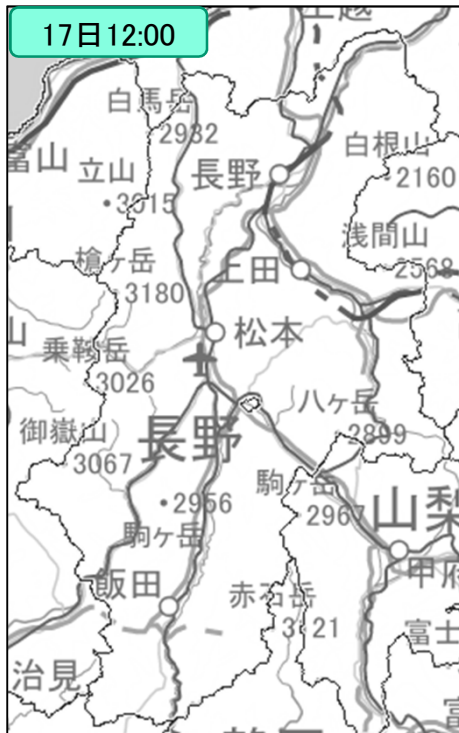 17日12:00
上越
白馬岳
2932
富山
立山
3015
長野
白根山
2160
浅間山
2568
槍ヶ岳
3180
上田
松本
乗鞍岳
3026
御嶽山
3067
長野
八ヶ岳
2899
2956
駒ヶ岳
駒ヶ岳
2967
山梨
甲府
飯田
赤石岳
3121
富士
治見